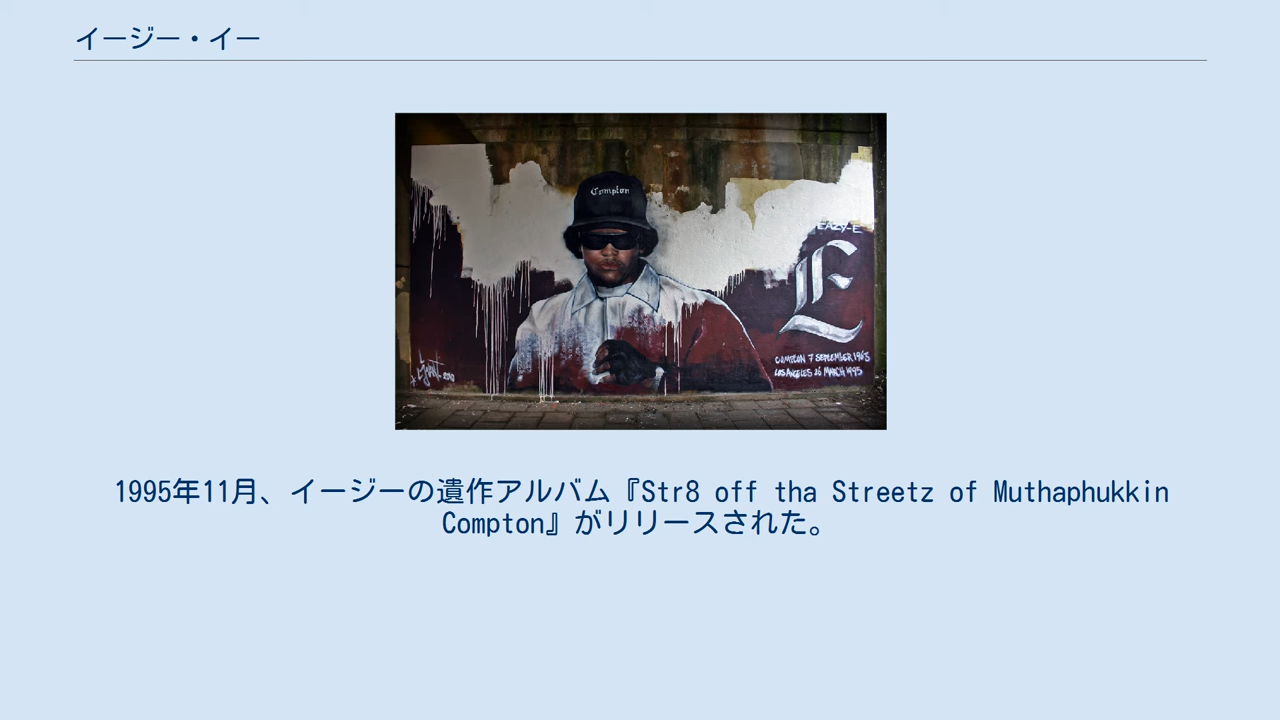 イージー・イー
Compton
EAZY-E
E
COMPTON 7 SEPTEMBER 1963
LOS ANGELES 26 MARCH 1995
2010
1995年11月、イージーの遺作アルバム『Str8 off tha Streetz of Muthaphukkin
Compton』がリリースされた。